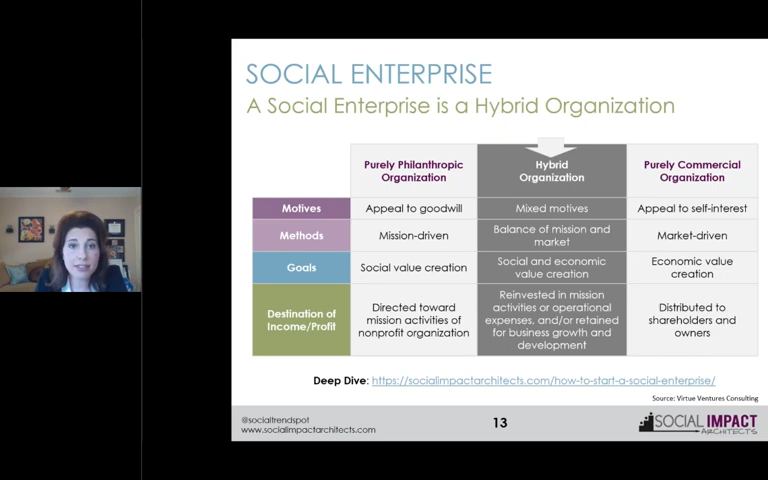 SOCIAL ENTERPRISE
A Social Enterprise is a Hybrid Organization
Purely Philanthropic
Organization
Hybrid
Organization
Purely Commercial
Organization
Motives
Appeal to goodwill
Mixed motives
Appeal to self-interest
Methods
Mission-driven
Balance of mission and
market
Market-driven
Goals
Social value creation
Social and economic
value creation
Economic value
creation
Destination of
Income/Profit
Directed toward
mission activities of
nonprofit organization
Reinvested in mission
activities or operational
expenses, and/or retained
for business growth and
development
Distributed to
shareholders and
owners
Deep Dive: https://socialimpactarchitects.com/how-to-start-a-social-enterprise/
Source: Virtue Ventures Consulting
@socialtrendspot
www.socialimpactarchitects.com
13
SOCIAL IMPACT
ARCHITECTS